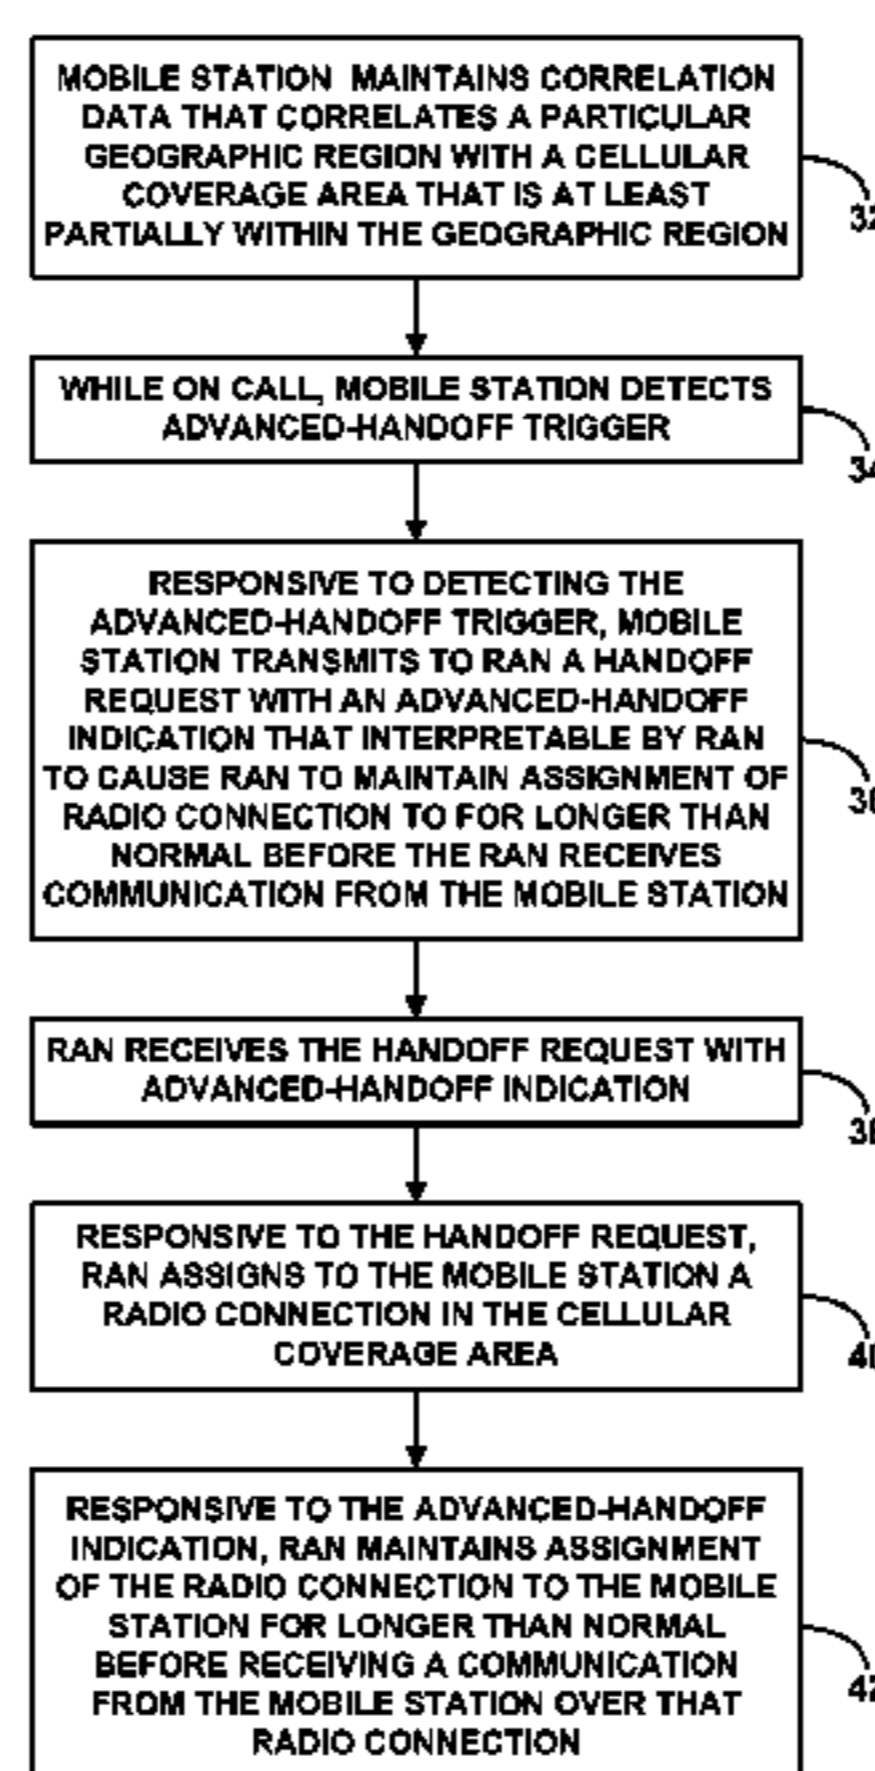 MOBILE STATION MAINTAINS CORRELATION
DATA THAT CORRELATES A PARTICULAR
GEOGRAPHIC REGION WITH A CELLULAR
COVERAGE AREA THAT IS AT LEAST
PARTIALLY WITHIN THE GEOGRAPHIC REGION
WHILE ON CALL, MOBILE STATION DETECTS
ADVANCED-HANDOFF TRIGGER
RESPONSIVE TO DETECTING THE
ADVANCED-HANDOFF TRIGGER, MOBILE
STATION TRANSMITS TO RAN A HANDOFF
REQUEST WITH AN ADVANCED-HANDOFF
INDICATION THAT INTERPRETABLE BY RAN
TO CAUSE RAN TO MAINTAIN ASSIGNMENT OF
RADIO CONNECTION TO FOR LONGER THAN
NORMAL BEFORE THE RAN RECEIVES
COMMUNICATION FROM THE MOBILE STATION
RAN RECEIVES THE HANDOFF REQUEST WITH
ADVANCED-HANDOFF INDICATION
RESPONSIVE TO THE HANDOFF REQUEST,
RAN ASSIGNS TO THE MOBILE STATION A
RADIO CONNECTION IN THE CELLULAR
COVERAGE AREA
RESPONSIVE TO THE ADVANCED-HANDOFF
INDICATION, RAN MAINTAINS ASSIGNMENT
OF THE RADIO CONNECTION TO THE MOBILE
STATION FOR LONGER THAN NORMAL
BEFORE RECEIVING A COMMUNICATION
FROM THE MOBILE STATION OVER THAT
RADIO CONNECTION